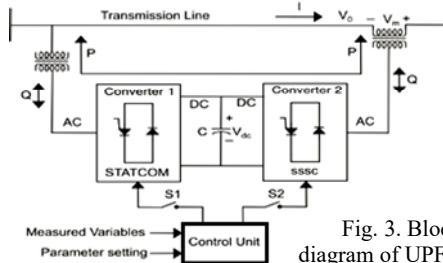 Transmission Line
I
V₀
– Vₘ +
P
P
Q
Q
Converter 1
DC
DC
Converter 2
AC
C
+
V_dc
–
AC
STATCOM
sssc
S1
S2
Measured Variables
Parameter setting
Control Unit
Fig. 3. Bloc
diagram of UPF